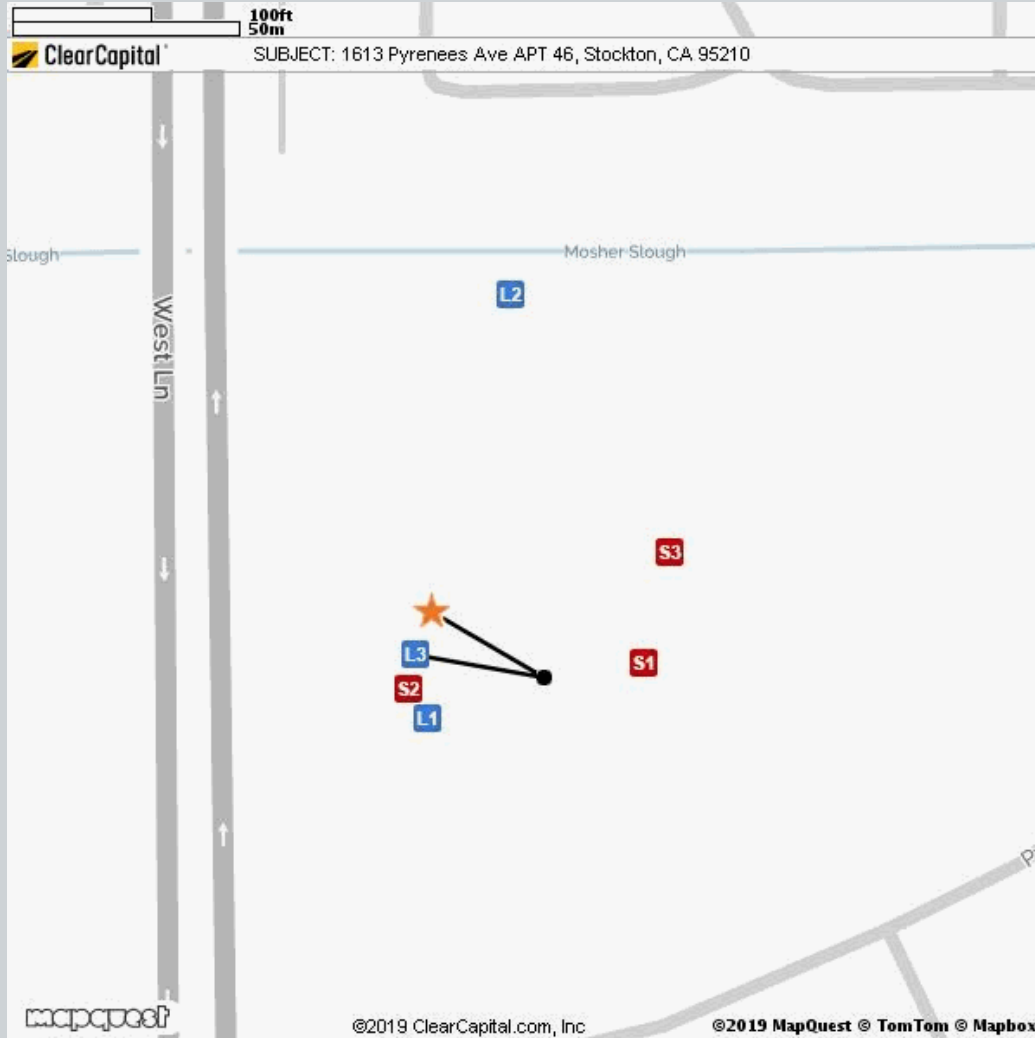 100ft
50m
ClearCapital
SUBJECT: 1613 Pyrenees Ave APT 46, Stockton, CA 95210
Slough
Mosher Slough
L2
West Ln
S3
L3
S1
S2
L1
P
mapquest
©2019 ClearCapital.com, Inc
©2019 MapQuest © TomTom © Mapbox